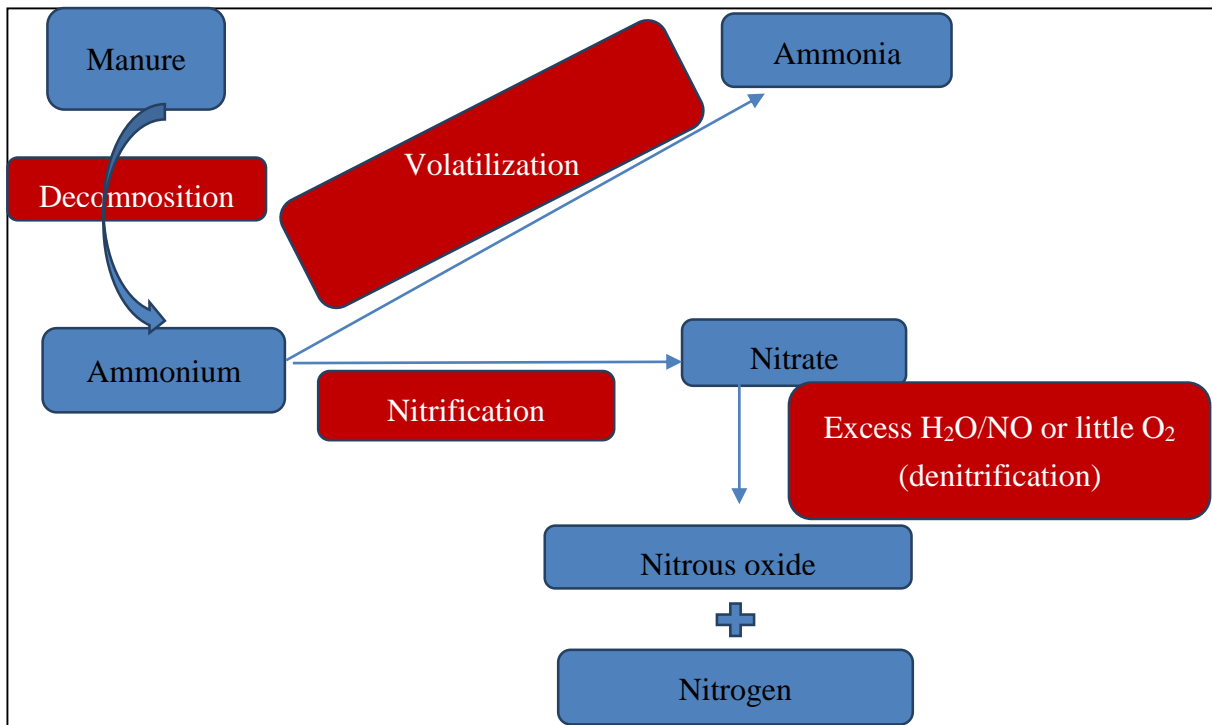 Manure
Ammonia
Volatilization
Decomposition
Ammonium
Nitrate
Nitrification
Excess H₂O/NO or little O₂
(denitrification)
Nitrous oxide
Nitrogen